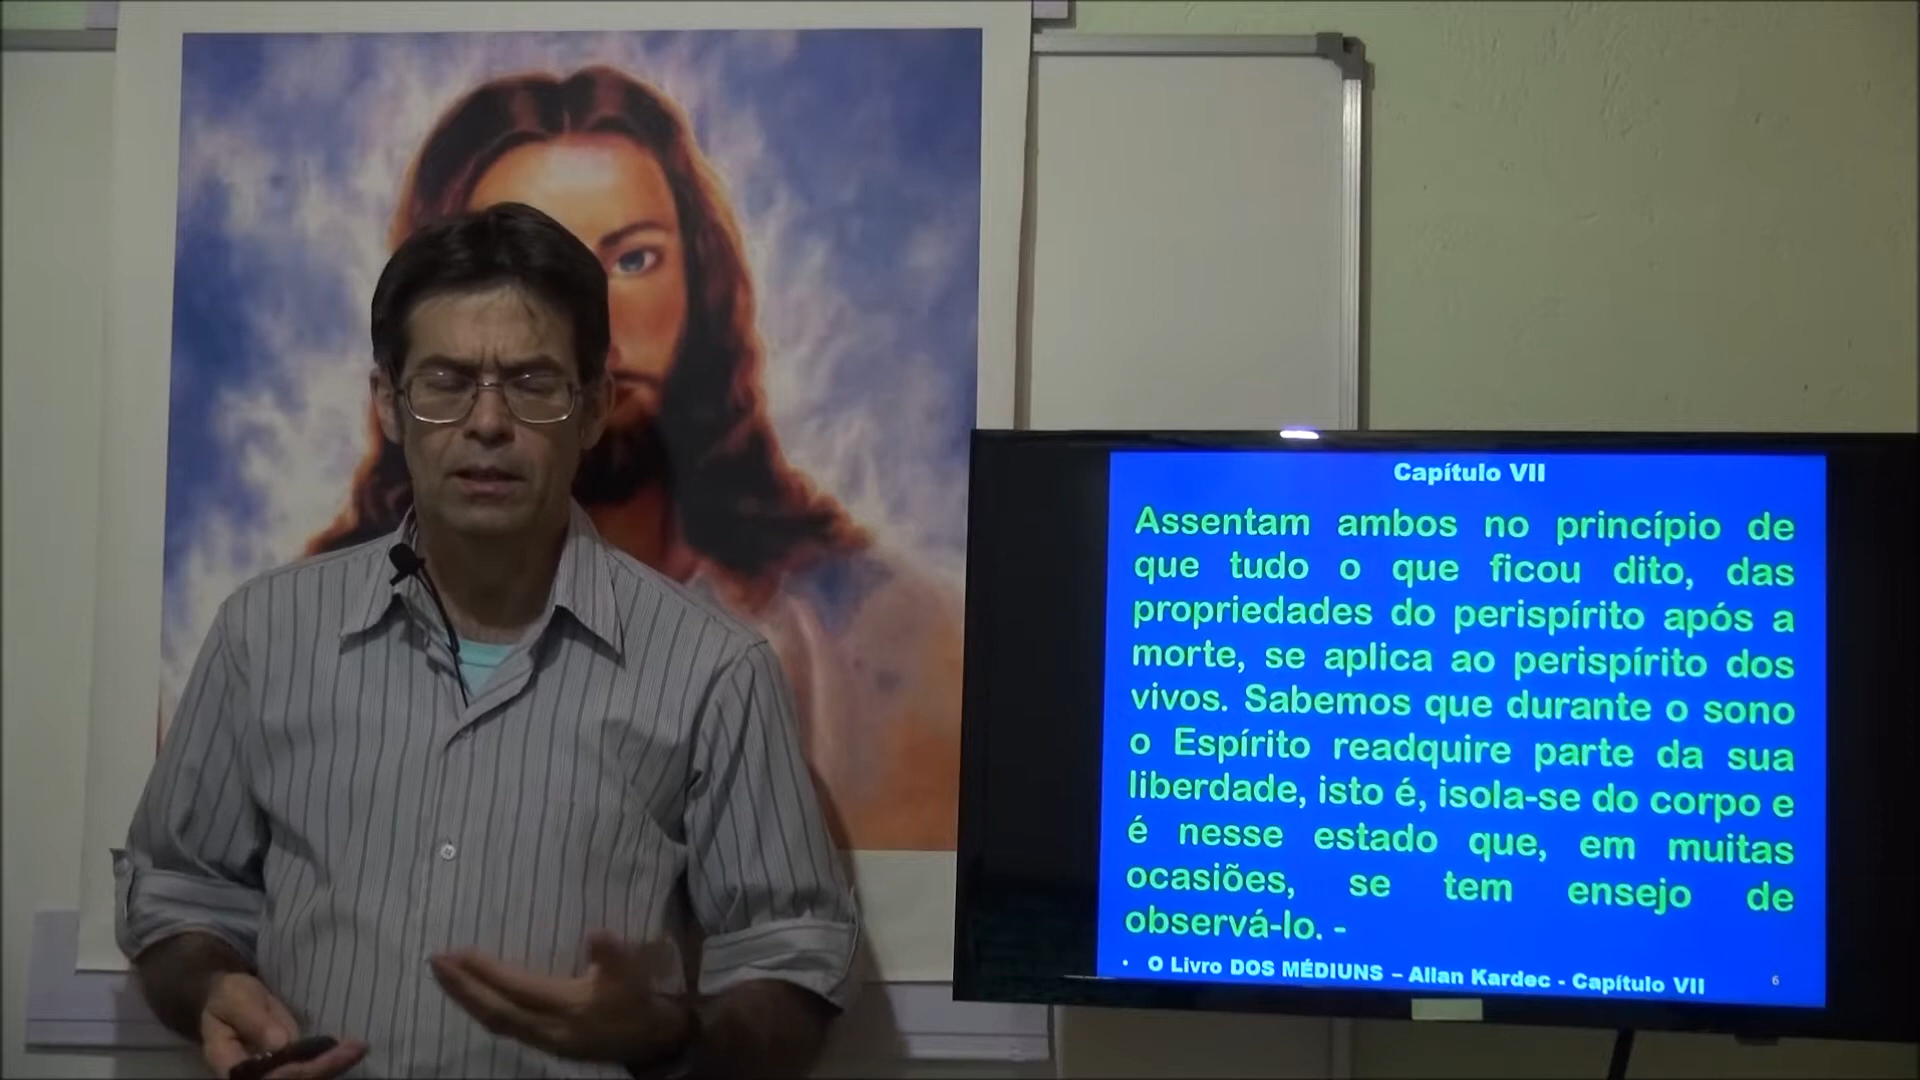 Capítulo VII
Assentam ambos no princípio de
que tudo o que ficou dito, das
propriedades do perispírito após a
morte, se aplica ao perispírito dos
vivos. Sabemos que durante o sono
o Espírito readquire parte da sua
liberdade, isto é, isola-se do corpo e
é nesse estado que, em muitas
ocasiões, se tem ensejo de
observá-lo. -
• O Livro DOS MÉDIUNS – Allan Kardec - Capítulo VII
6